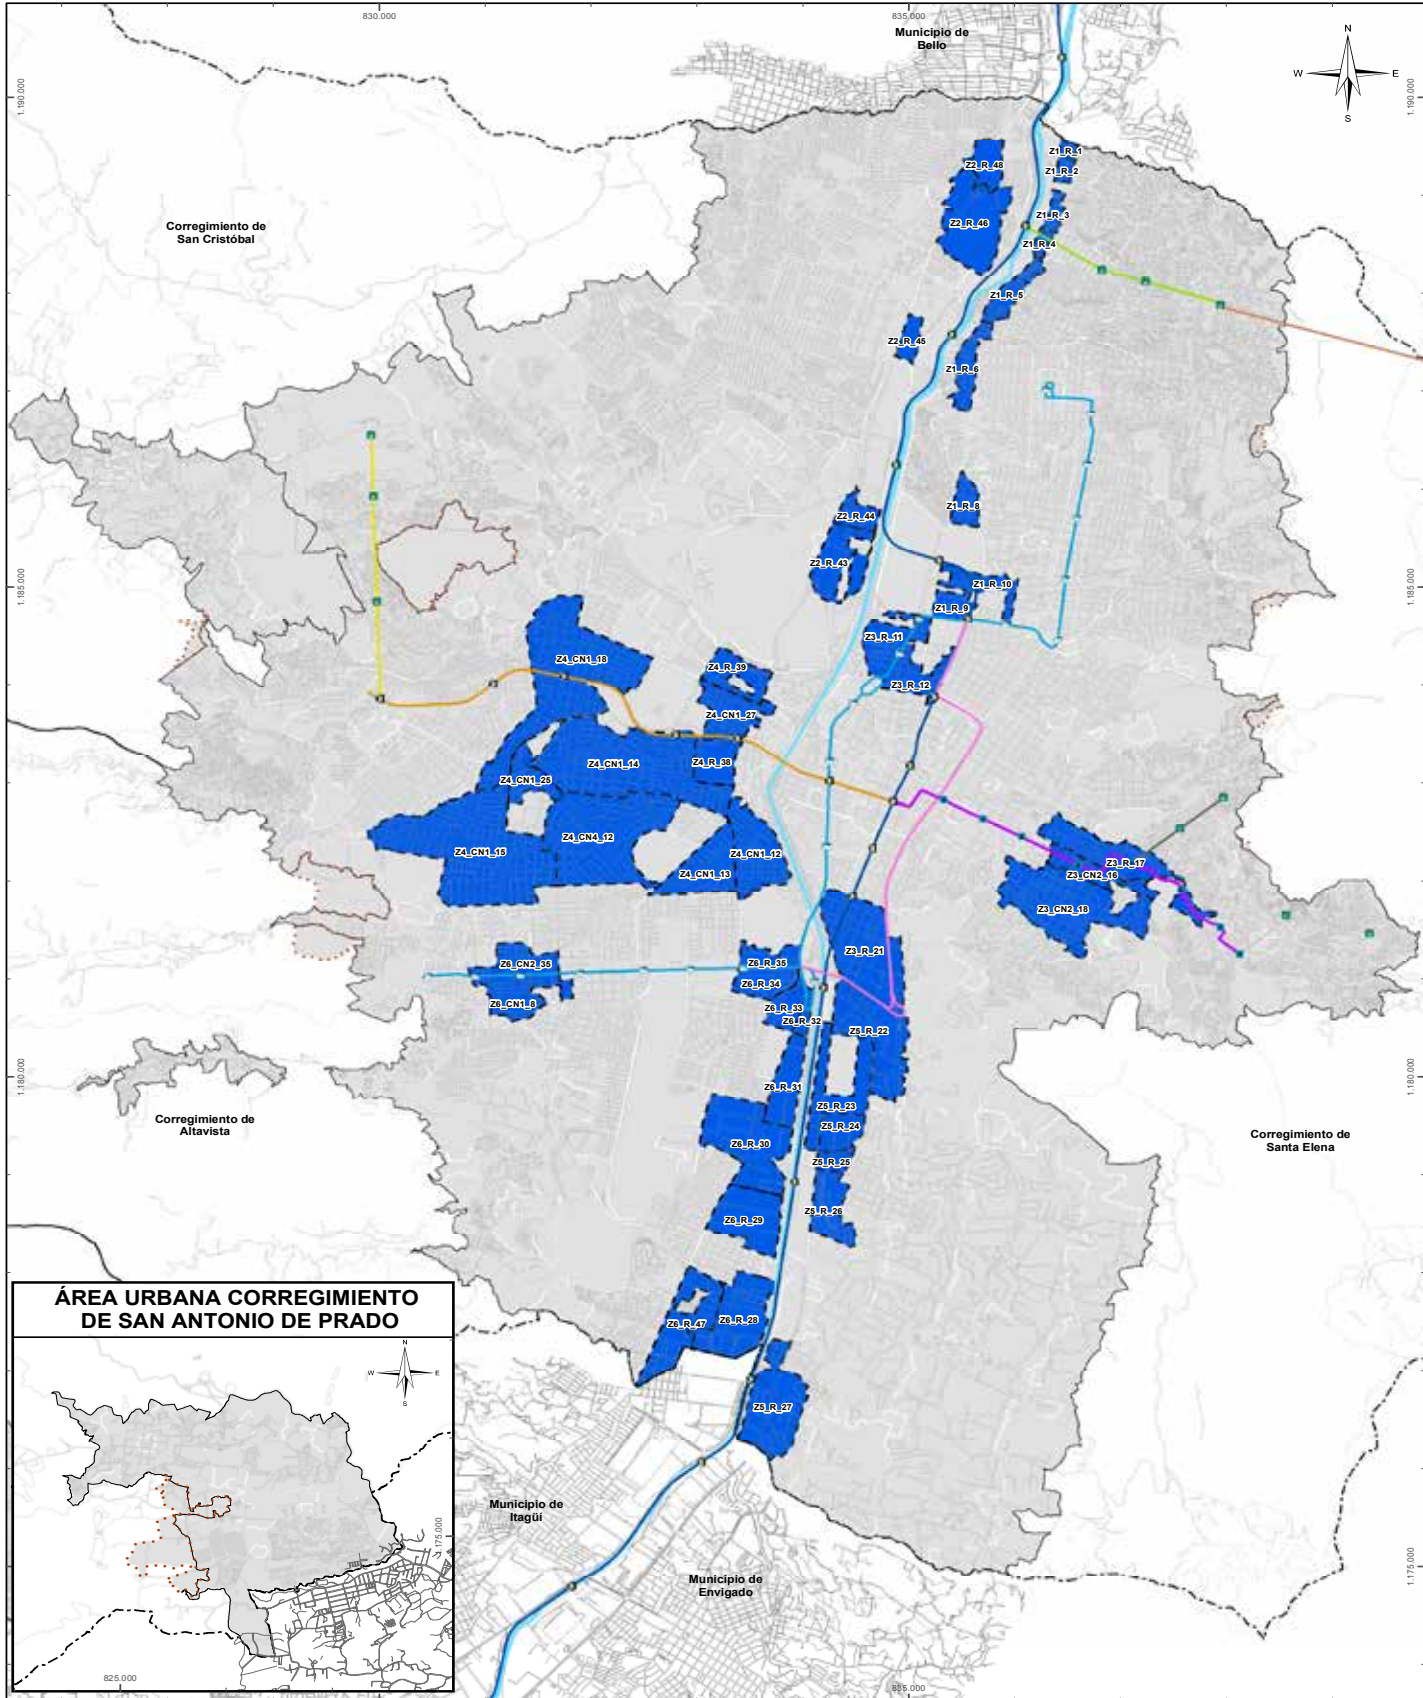 830.000
835.000
Municipio de
Bello
N
W
E
S
1.190.000
1.190.000
Z1_R_1
Z2_R_48
Z1_R_2
Z1_R_3
Z2_R_46
Corregimiento de
San Cristóbal
Z1_R_4
Z1_R_5
Z2_R_45
Z1_R_6
Z1_R_8
Z2_R_44
Z2_R_43
1.185.000
1.185.000
Z1_R_10
Z1_R_9
Z3_R_11
Z4_CN1_18
Z4_R_39
Z3_R_12
Z4_CN1_27
Z4_CN1_14
Z4_R_38
Z4_CN1_25
Z4_CN4_12
Z4_CN1_15
Z4_CN1_12
Z4_CN1_13
Z3_R_17
Z3_CN2_16
Z3_CN2_18
Z3_R_21
Z6_CN2_35
Z6_R_35
Z6_R_34
Z6_CN1_8
Z6_R_33
Z6_R_32
Z5_R_22
1.180.000
1.180.000
Z6_R_31
Z5_R_23
Z5_R_24
Corregimiento de
Altavista
Z6_R_30
Corregimiento de
Santa Elena
Z5_R_25
Z5_R_26
Z6_R_29
Z6_R_47
Z6_R_28
Z5_R_27
ÁREA URBANA CORREGIMIENTO
DE SAN ANTONIO DE PRADO
N
W
E
S
1.175.000
825.000
Municipio de
Itagüi
Municipio de
Envigado
1.175.000
835.000